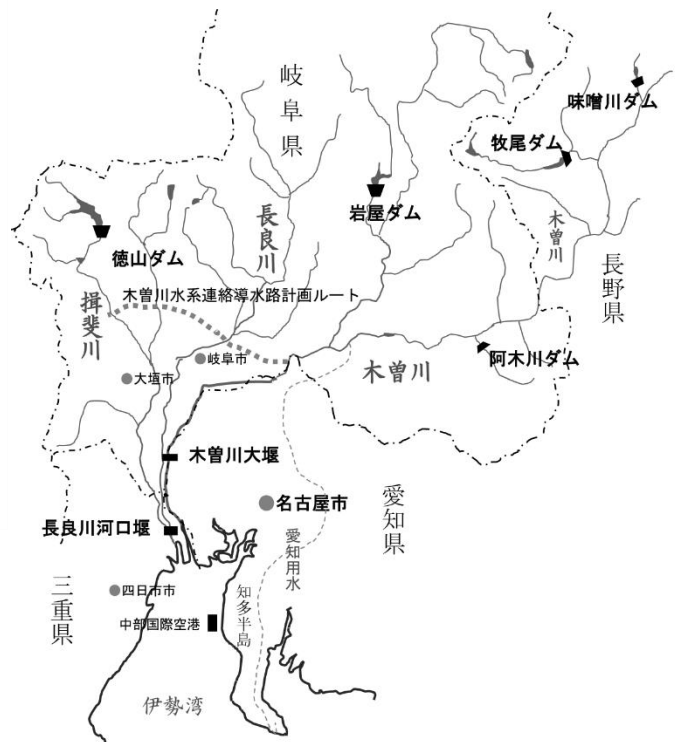 岐阜県
味噌川ダム
牧尾ダム
岩屋ダム
木曽川
長良川
長野県
徳山ダム
揖斐川
木曽川水系連絡導水路計画ルート
岐阜市
阿木川ダム
大垣市
木曽川
木曽川大堰
名古屋市
愛知県
長良川河口堰
愛知用水
三重県
四日市市
知多半島
中部国際空港
伊勢湾